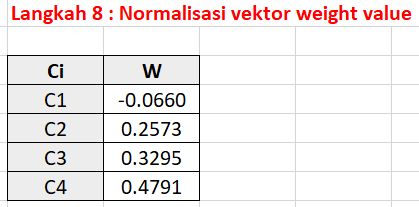 Langkah 8 : Normalisasi vektor weight value
Ci W
C1 -0.0660
C2 0.2573
C3 0.3295
C4 0.4791